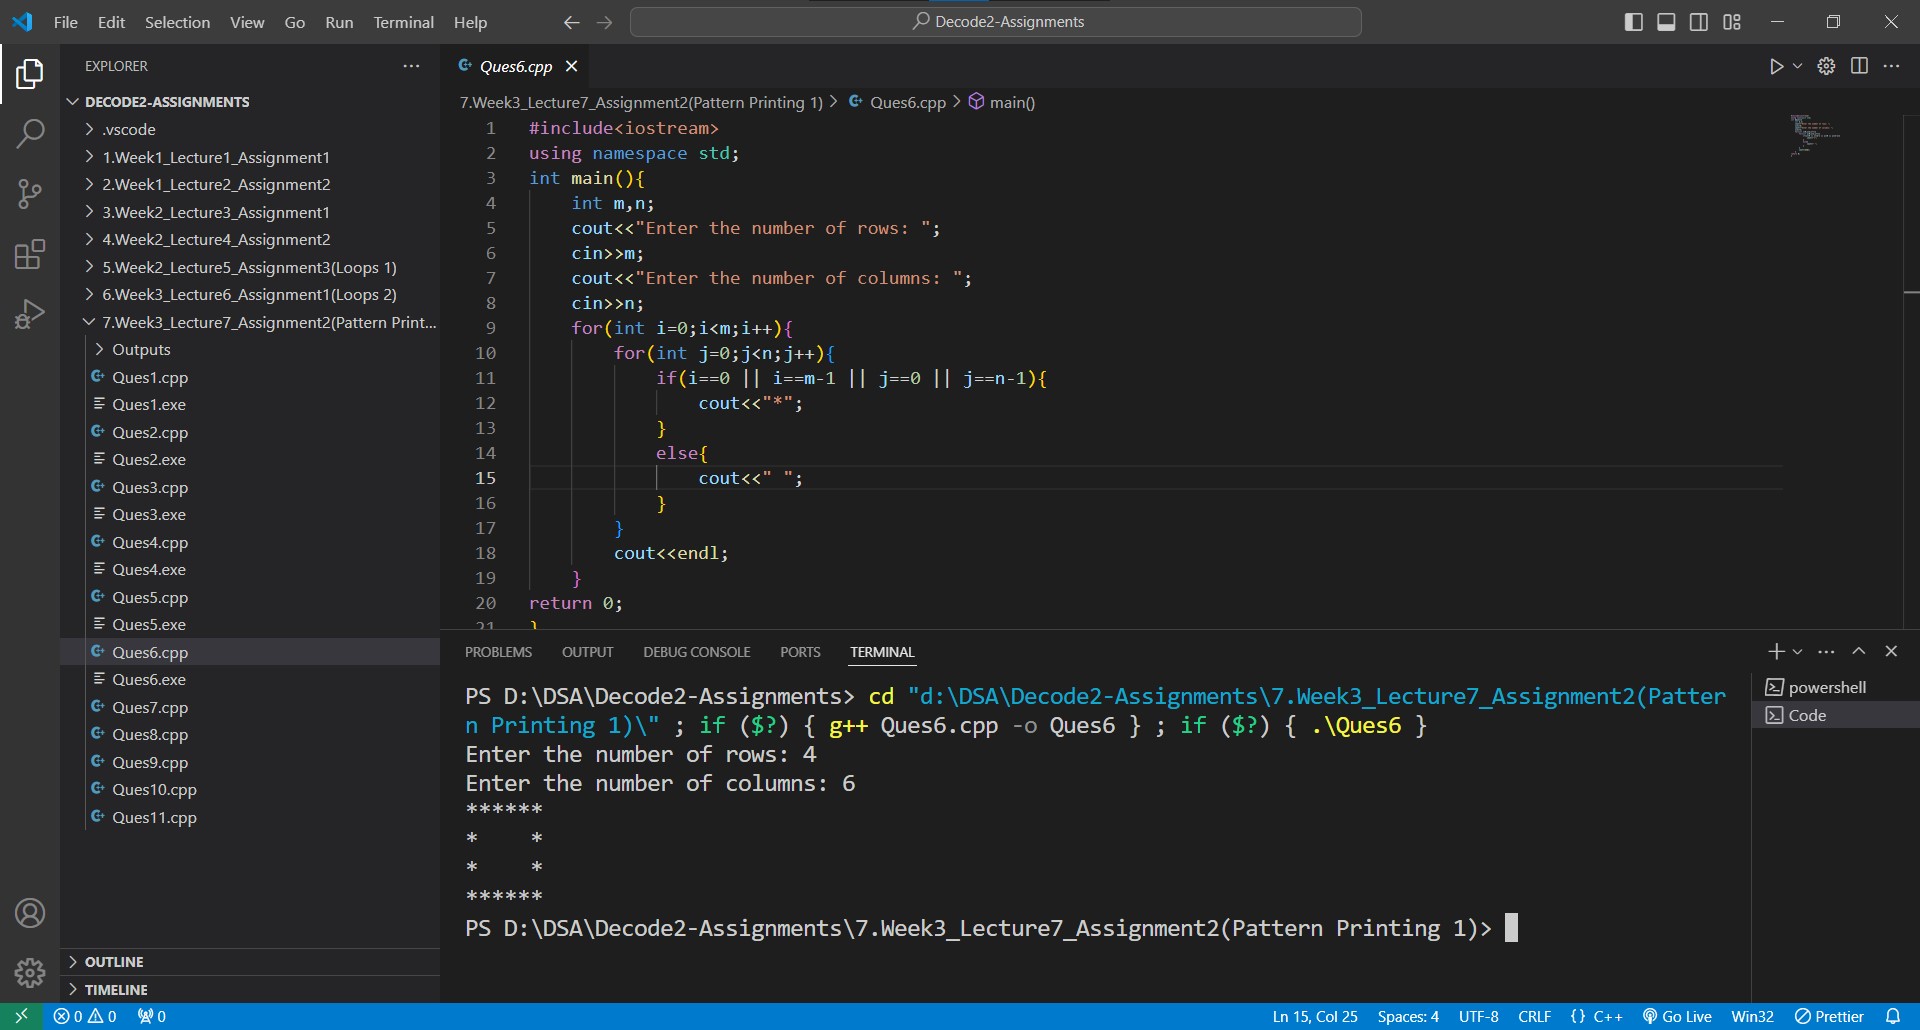 File Edit Selection View Go Run Terminal Help
Decode2-Assignments
EXPLORER
DECODE2-ASSIGNMENTS
.vscode
1.Week1_Lecture1_Assignment1
2.Week1_Lecture2_Assignment2
3.Week2_Lecture3_Assignment1
4.Week2_Lecture4_Assignment2
5.Week2_Lecture5_Assignment3(Loops 1)
6.Week3_Lecture6_Assignment1(Loops 2)
7.Week3_Lecture7_Assignment2(Pattern Print...
Outputs
Ques1.cpp
Ques1.exe
Ques2.cpp
Ques2.exe
Ques3.cpp
Ques3.exe
Ques4.cpp
Ques4.exe
Ques5.cpp
Ques5.exe
Ques6.cpp
Ques6.exe
Ques7.cpp
Ques8.cpp
Ques9.cpp
Ques10.cpp
Ques11.cpp
OUTLINE
TIMELINE
Ques6.cpp
7.Week3_Lecture7_Assignment2(Pattern Printing 1) > Ques6.cpp > main()
1 #include<iostream>
2 using namespace std;
3 int main(){
4 int m,n;
5 cout<<"Enter the number of rows: ";
6 cin>>m;
7 cout<<"Enter the number of columns: ";
8 cin>>n;
9 for(int i=0;i<m;i++){
10 for(int j=0;j<n;j++){
11 if(i==0 || i==m-1 || j==0 || j==n-1){
12 cout<<"*";
13 }
14 else{
15 cout<<" ";
16 }
17 }
18 cout<<endl;
19 }
20 return 0;
21 }
PROBLEMS OUTPUT DEBUG CONSOLE PORTS TERMINAL
PS D:\DSA\Decode2-Assignments> cd "d:\DSA\Decode2-Assignments\7.Week3_Lecture7_Assignment2(Patter
n Printing 1)\" ; if ($?) { g++ Ques6.cpp -o Ques6 } ; if ($?) { .\Ques6 }
Enter the number of rows: 4
Enter the number of columns: 6
******
*    *
*    *
******
PS D:\DSA\Decode2-Assignments\7.Week3_Lecture7_Assignment2(Pattern Printing 1)>
powershell
Code
0 0 0 Ln 15, Col 25 Spaces: 4 UTF-8 CRLF {} C++ Go Live Win32 Prettier